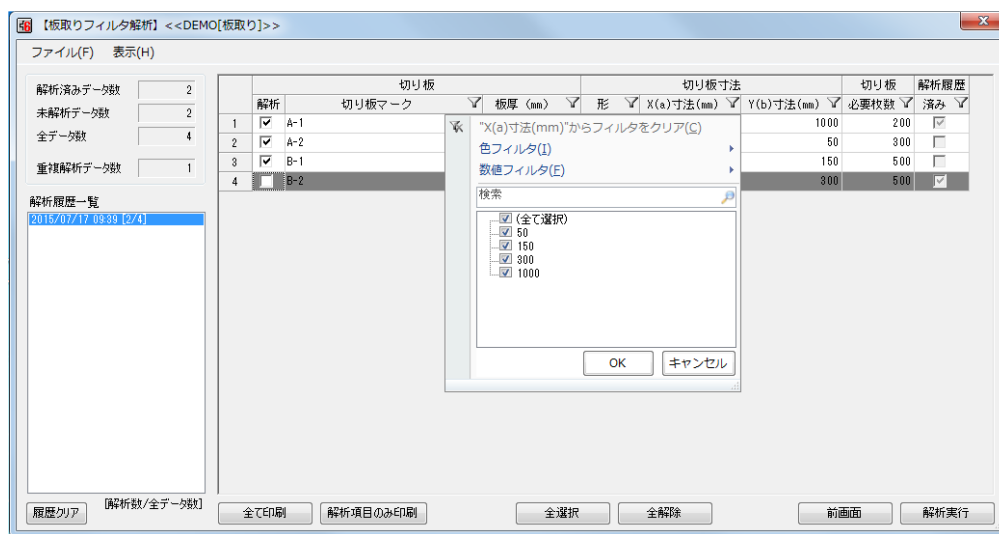 【板取りフィルタ解析】<<DEMO[板取り]>>
ファイル(F) 表示(H)
解析済みデータ数 2
未解析データ数 2
全データ数 4
重複解析データ数 1
解析履歴一覧
2015/07/17 09:39 [2/4]
[解析数/全データ数]
履歴クリア
切り板 切り板寸法 切り板 解析履歴
解析 切り板マーク 板厚 (mm) 形 X(a)寸法(mm) Y(b)寸法(mm) 必要枚数 済み
1 A-1 1000 200
2 A-2 50 300
3 B-1 150 500
4 B-2 300 500
"X(a)寸法(mm)"からフィルタをクリア(C)
色フィルタ(I)
数値フィルタ(F)
検索
(全て選択)
50
150
300
1000
OK キャンセル
全て印刷 解析項目のみ印刷 全選択 全解除 前画面 解析実行